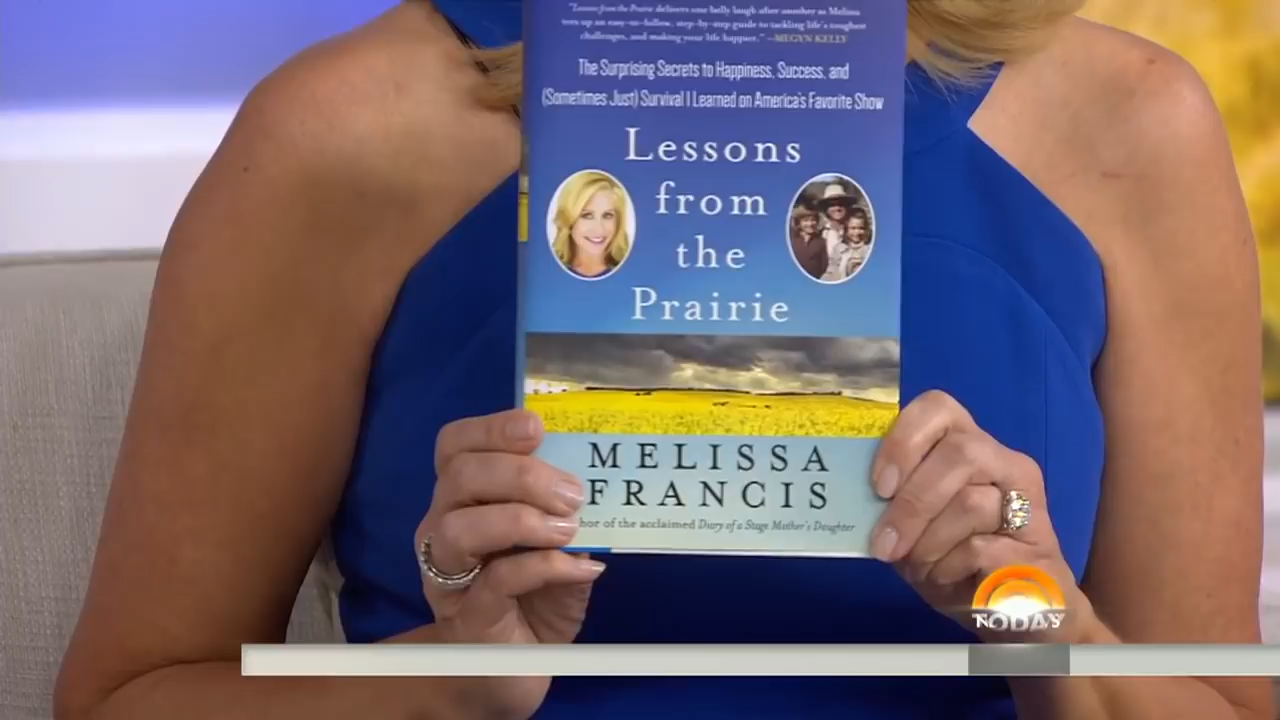 "Lessons from the Prairie delivers one belly laugh after another as Melissa
serves up an easy-to-follow, step-by-step guide to tackling life's toughest
challenges, and making your life happier." —MEGYN KELLY
The Surprising Secrets to Happiness, Success, and
(Sometimes Just) Survival I Learned on America's Favorite Show
Lessons
from
the
Prairie
MELISSA
FRANCIS
hor of the acclaimed Diary of a Stage Mother's Daughter
TODAY